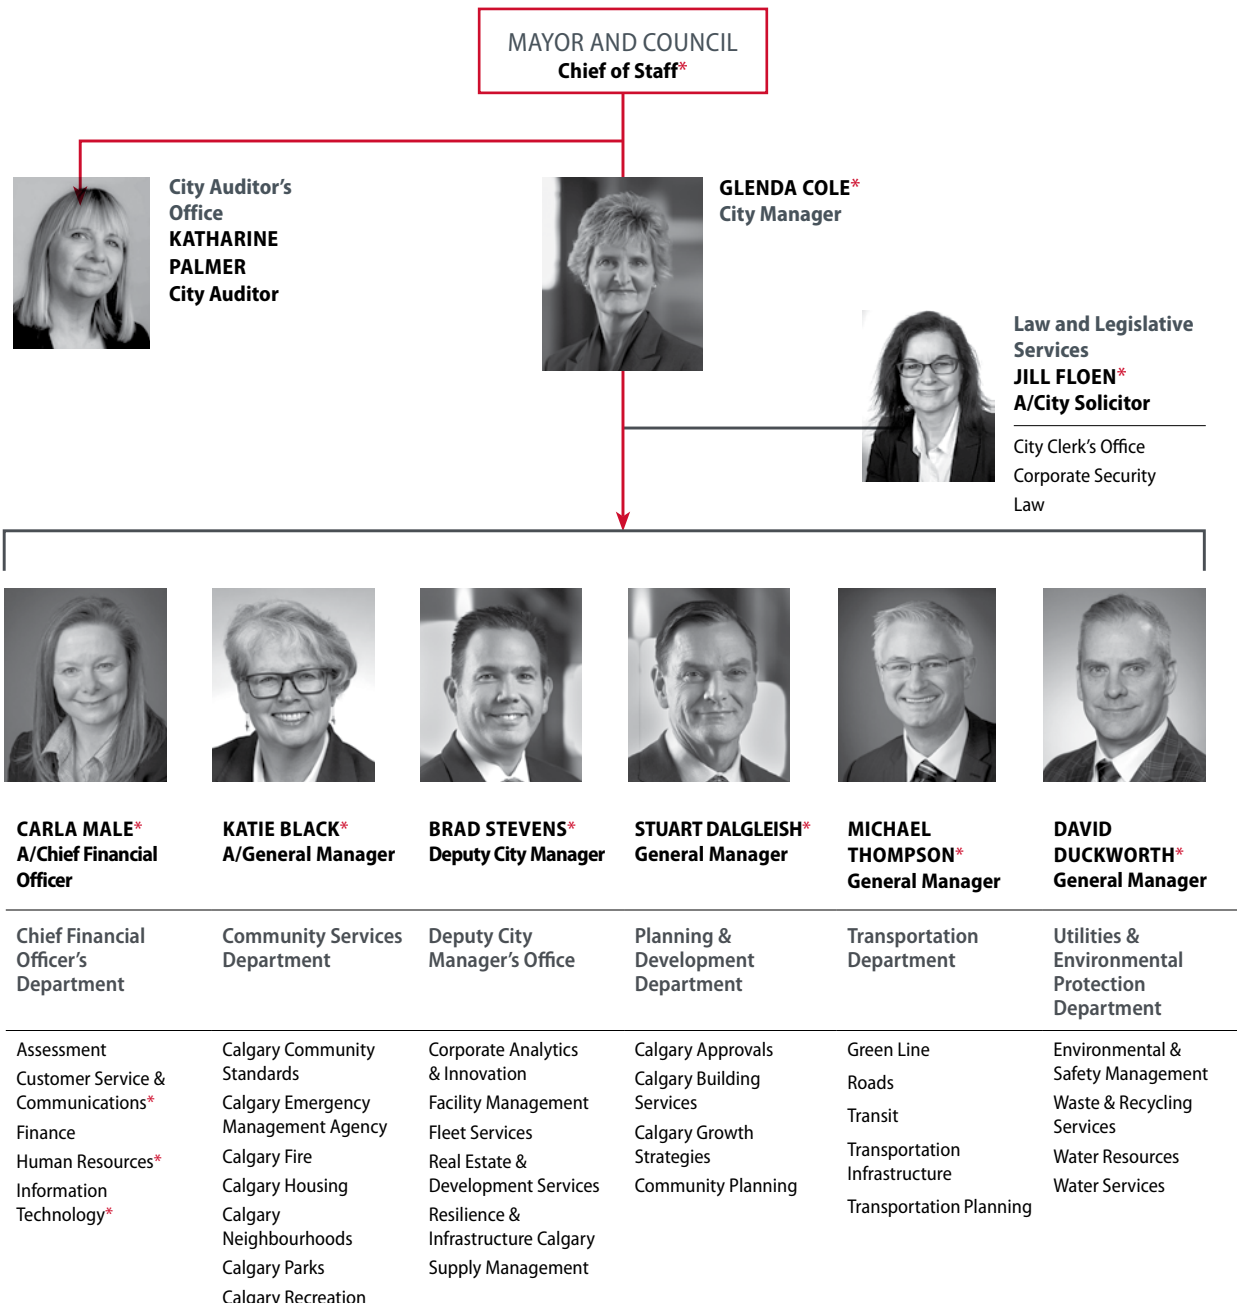 MAYOR AND COUNCIL
Chief of Staff*
City Auditor's
Office
KATHARINE
PALMER
City Auditor
GLENDA COLE*
City Manager
Law and Legislative
Services
JILL FLOEN*
A/City Solicitor
City Clerk's Office
Corporate Security
Law
CARLA MALE*
A/Chief Financial
Officer
KATIE BLACK*
A/General Manager
BRAD STEVENS*
Deputy City Manager
STUART DALGLEISH*
General Manager
MICHAEL
THOMPSON*
General Manager
DAVID
DUCKWORTH*
General Manager
Chief Financial
Officer's
Department
Community Services
Department
Deputy City
Manager's Office
Planning &
Development
Department
Transportation
Department
Utilities &
Environmental
Protection
Department
Assessment
Customer Service &
Communications*
Finance
Human Resources*
Information
Technology*
Calgary Community
Standards
Calgary Emergency
Management Agency
Calgary Fire
Calgary Housing
Calgary
Neighbourhoods
Calgary Parks
Calgary Recreation
Corporate Analytics
& Innovation
Facility Management
Fleet Services
Real Estate &
Development Services
Resilience &
Infrastructure Calgary
Supply Management
Calgary Approvals
Calgary Building
Services
Calgary Growth
Strategies
Community Planning
Green Line
Roads
Transit
Transportation
Infrastructure
Transportation Planning
Environmental &
Safety Management
Waste & Recycling
Services
Water Resources
Water Services